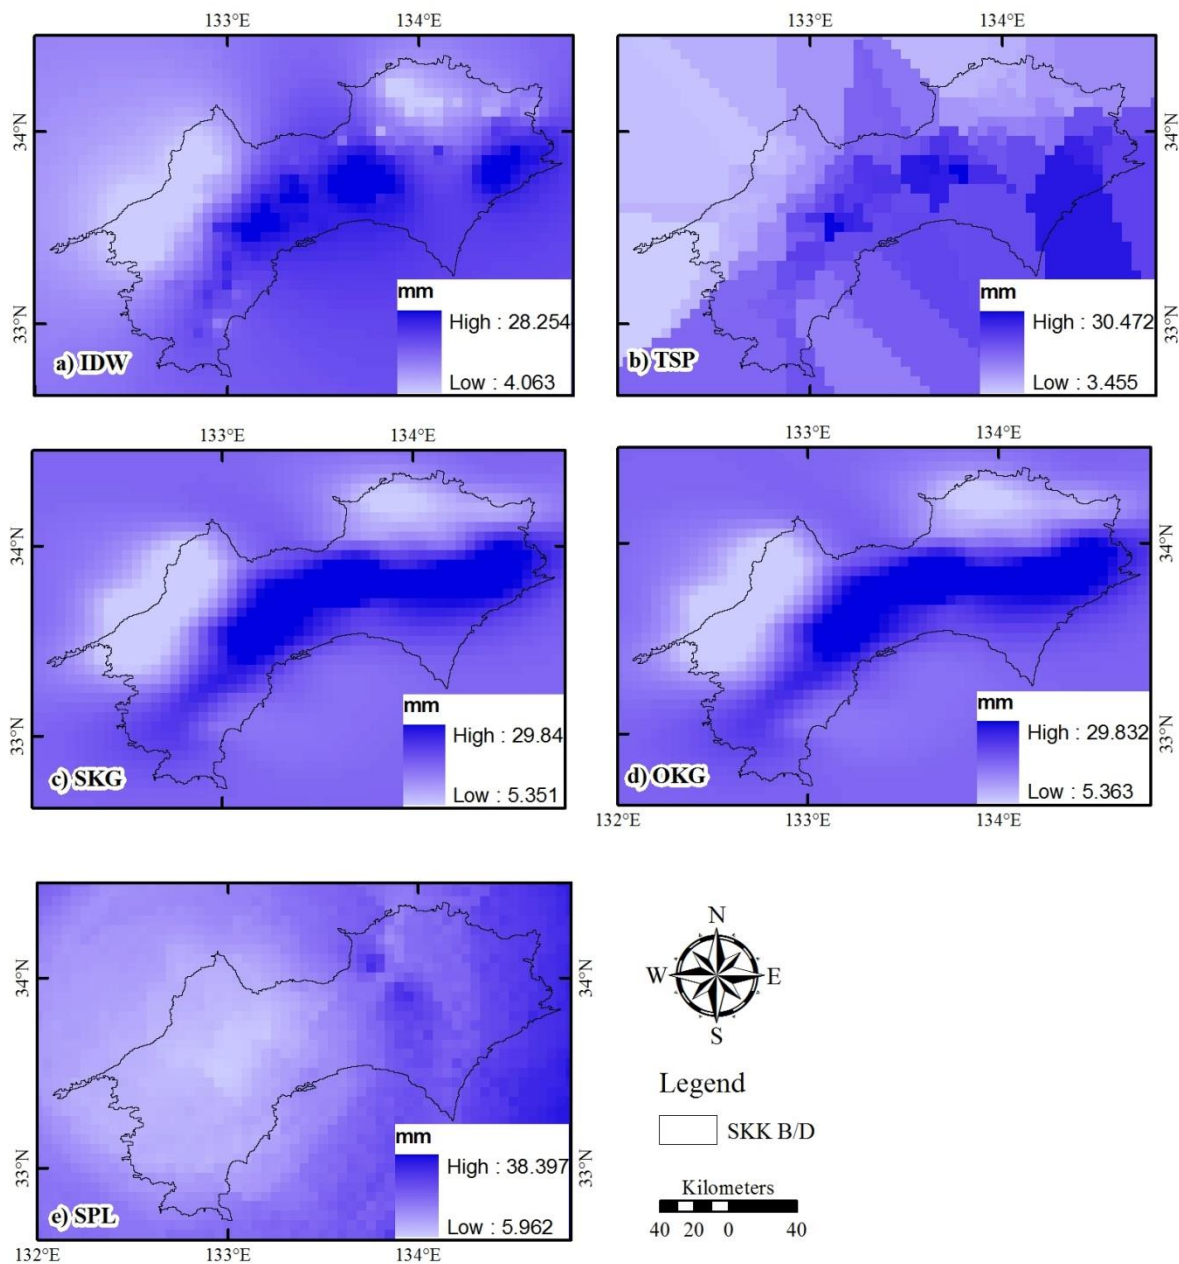 133°E 134°E 133°E 134°E
34°N 34°N
33°N 33°N
mm
High : 28.254
Low : 4.063
a) IDW
mm
High : 30.472
Low : 3.455
b) TSP
133°E 134°E 133°E 134°E
34°N 34°N
33°N 33°N
mm
High : 29.84
Low : 5.351
c) SKG
mm
High : 29.832
Low : 5.363
d) OKG
132°E 133°E 134°E
34°N 34°N
33°N 33°N
mm
High : 38.397
Low : 5.962
e) SPL
132°E 133°E 134°E
N
W E
S
Legend
SKK B/D
Kilometers
40 20 0 40